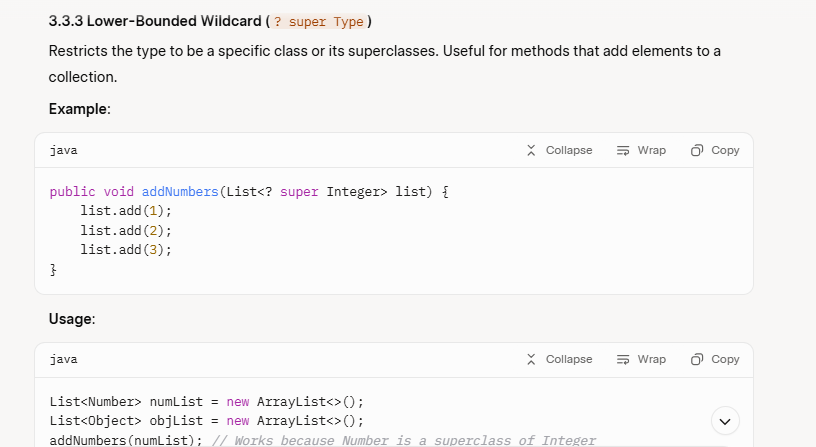 3.3.3 Lower-Bounded Wildcard ( ? super Type )
Restricts the type to be a specific class or its superclasses. Useful for methods that add elements to a
collection.
Example:
java Collapse Wrap Copy
public void addNumbers(List<? super Integer> list) {
    list.add(1);
    list.add(2);
    list.add(3);
}
Usage:
java Collapse Wrap Copy
List<Number> numList = new ArrayList<>();
List<Object> objList = new ArrayList<>();
addNumbers(numList); // Works because Number is a superclass of Integer